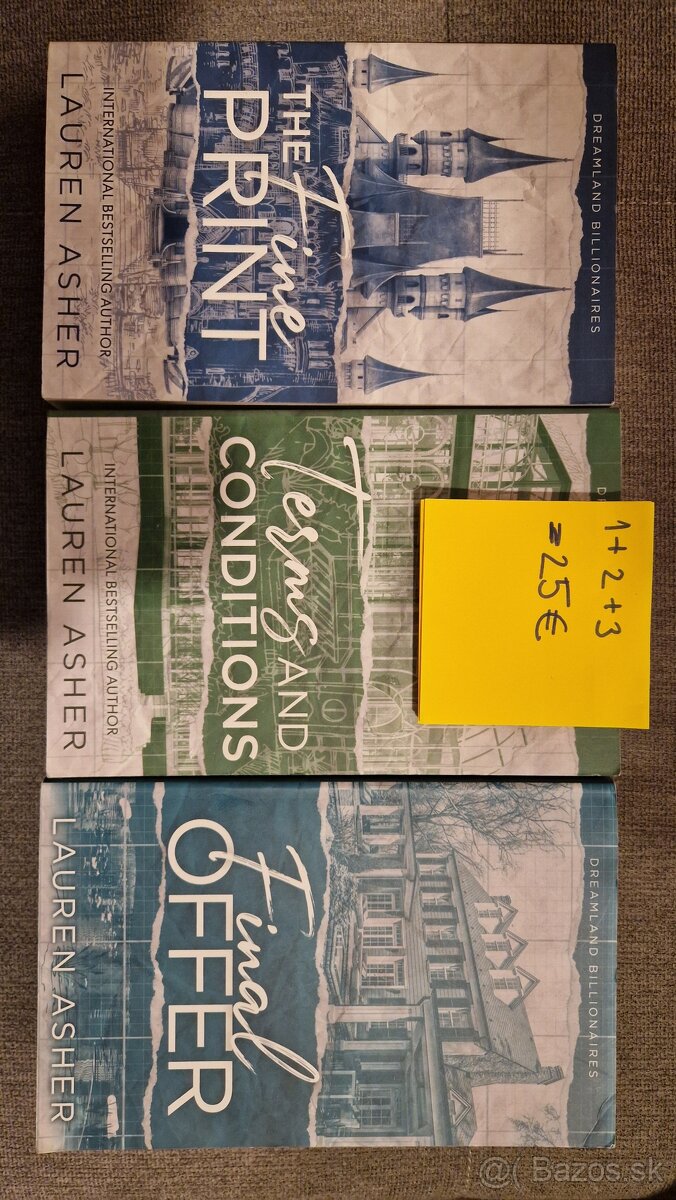 DREAMLAND BILLIONAIRES
THE Fine
PRINT
INTERNATIONAL BESTSELLING AUTHOR
LAUREN ASHER
D
Terms AND
CONDITIONS
INTERNATIONAL BESTSELLING AUTHOR
LAUREN ASHER
1+2+3
=25€
DREAMLAND BILLIONAIRES
Final
OFFER
LAUREN ASHER
@( Bazos.sk